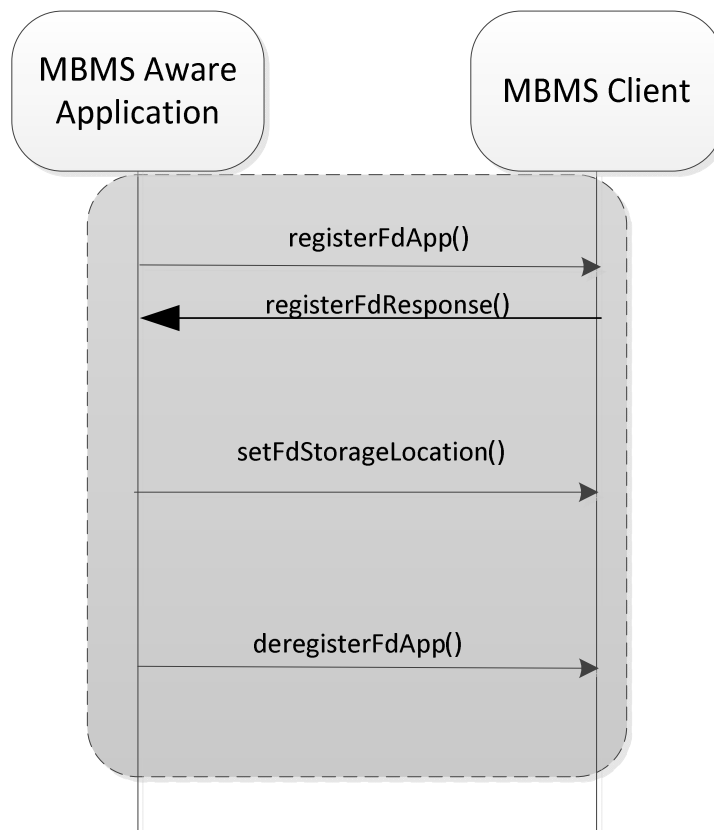 MBMS Aware
Application
MBMS Client
registerFdApp()
registerFdResponse()
setFdStorageLocation()
deregisterFdApp()